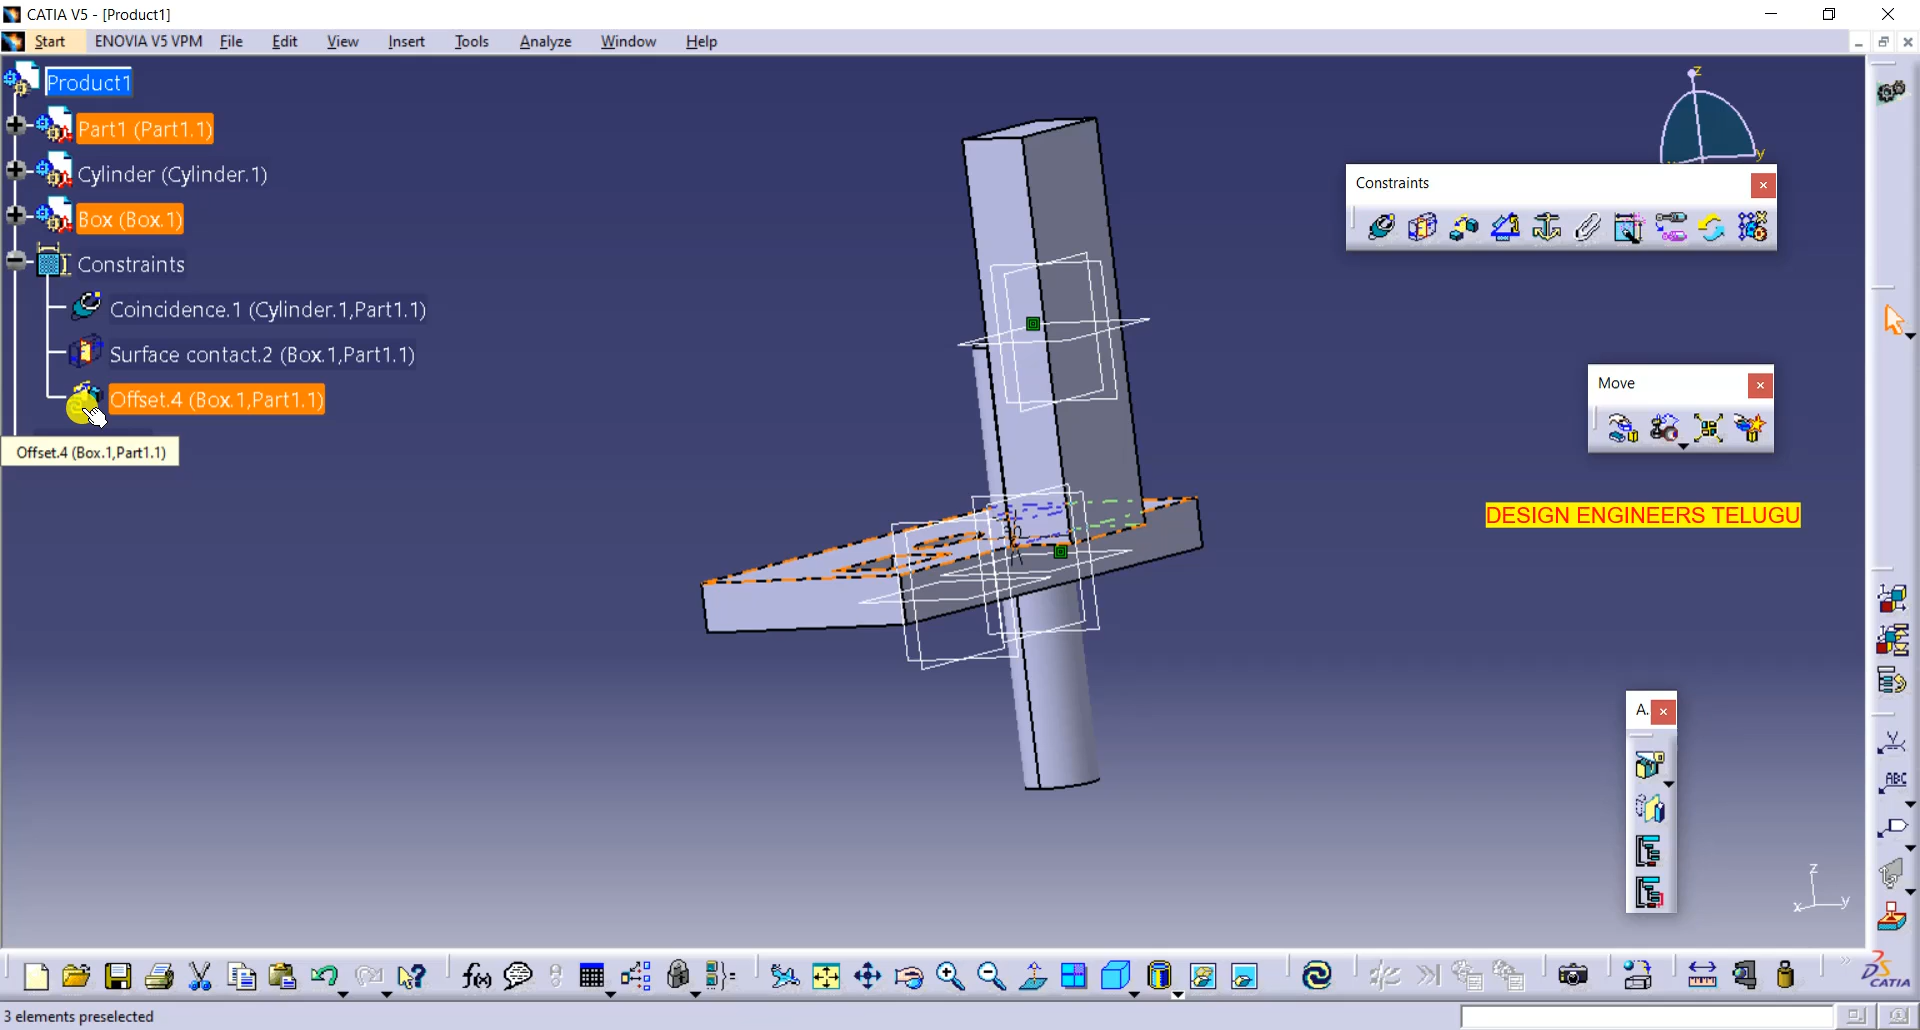 CATIA V5 - [Product1]
Start ENOVIA V5 VPM File Edit View Insert Tools Analyze Window Help
Product1
Part1 (Part1.1)
Cylinder (Cylinder.1)
Box (Box.1)
Constraints
Coincidence.1 (Cylinder.1,Part1.1)
Surface contact.2 (Box.1,Part1.1)
Offset.4 (Box.1,Part1.1)
Offset.4 (Box.1,Part1.1)
z
y
Constraints
Move
DESIGN ENGINEERS TELUGU
A.
ABC
z
x y
f(x)
CATIA
3 elements preselected